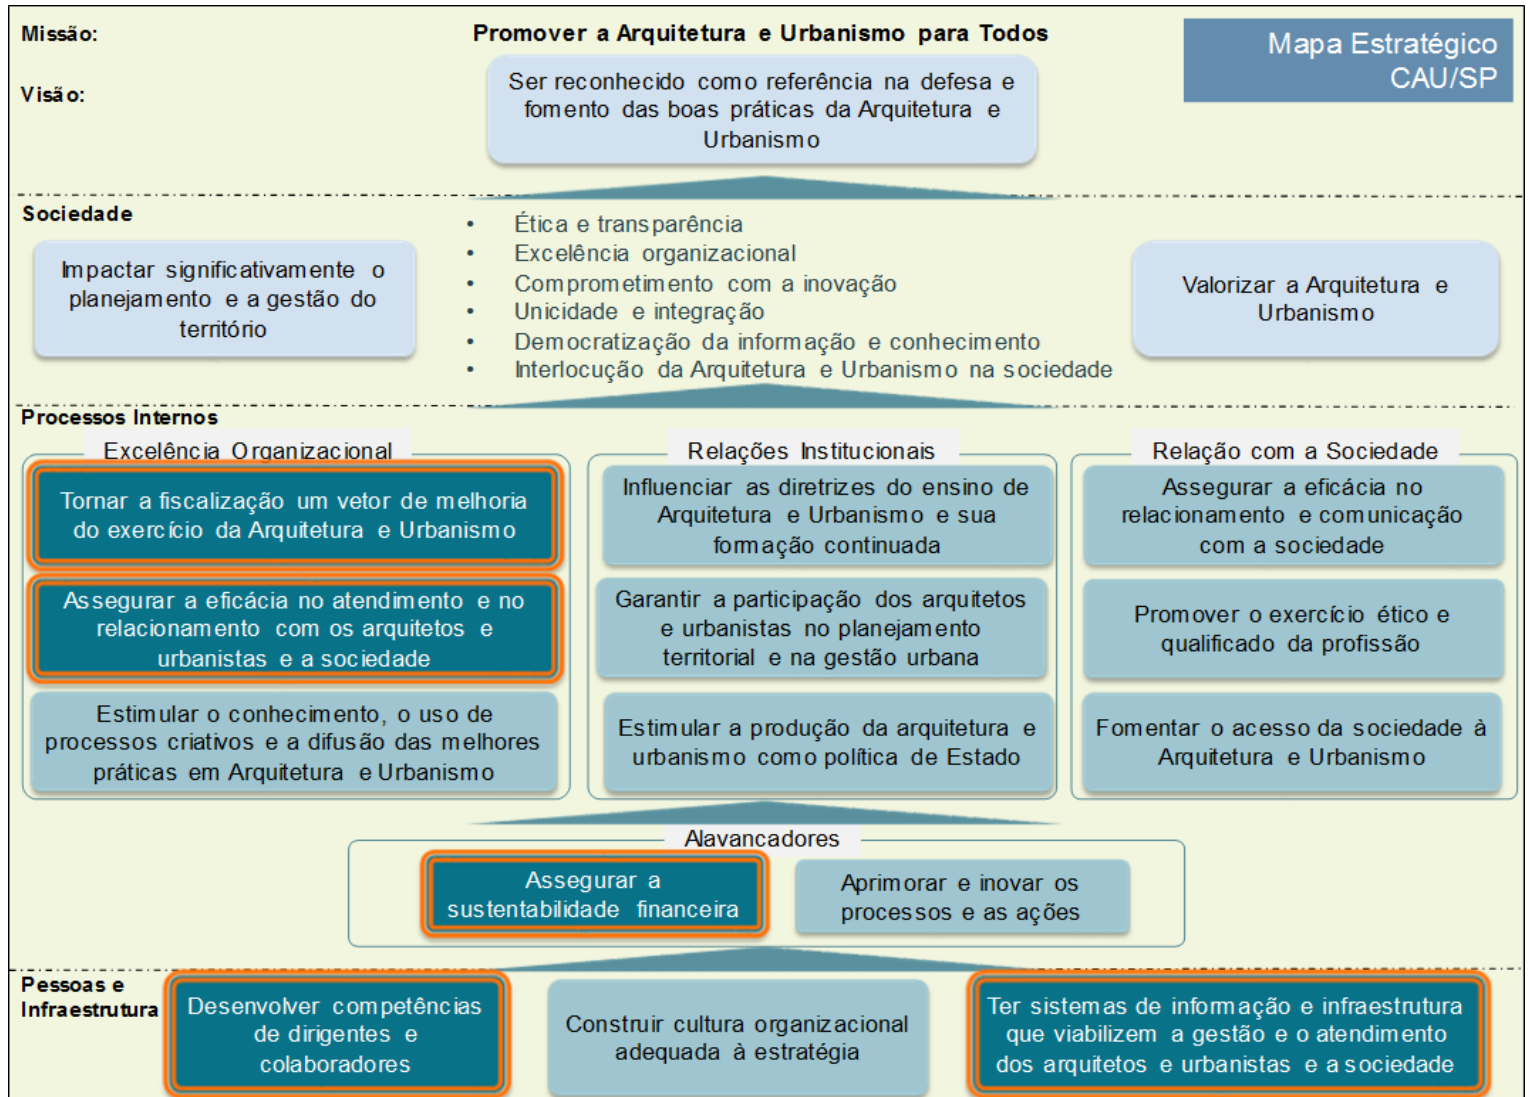 Missão:
Promover a Arquitetura e Urbanismo para Todos
Mapa Estratégico
CAU/SP
Visão:
Ser reconhecido como referência na defesa e
fomento das boas práticas da Arquitetura e
Urbanismo
Sociedade
Impactar significativamente o
planejamento e a gestão do
território
• Ética e transparência
• Excelência organizacional
• Comprometimento com a inovação
• Unicidade e integração
• Democratização da informação e conhecimento
• Interlocução da Arquitetura e Urbanismo na sociedade
Valorizar a Arquitetura e
Urbanismo
Processos Internos
Excelência Organizacional
Tornar a fiscalização um vetor de melhoria
do exercício da Arquitetura e Urbanismo
Assegurar a eficácia no atendimento e no
relacionamento com os arquitetos e
urbanistas e a sociedade
Estimular o conhecimento, o uso de
processos criativos e a difusão das melhores
práticas em Arquitetura e Urbanismo
Relações Institucionais
Influenciar as diretrizes do ensino de
Arquitetura e Urbanismo e sua
formação continuada
Garantir a participação dos arquitetos
e urbanistas no planejamento
territorial e na gestão urbana
Estimular a produção da arquitetura e
urbanismo como política de Estado
Relação com a Sociedade
Assegurar a eficácia no
relacionamento e comunicação
com a sociedade
Promover o exercício ético e
qualificado da profissão
Fomentar o acesso da sociedade à
Arquitetura e Urbanismo
Alavancadores
Assegurar a
sustentabilidade financeira
Aprimorar e inovar os
processos e as ações
Pessoas e
Infraestrutura
Desenvolver competências
de dirigentes e
colaboradores
Construir cultura organizacional
adequada à estratégia
Ter sistemas de informação e infraestrutura
que viabilizem a gestão e o atendimento
dos arquitetos e urbanistas e a sociedade